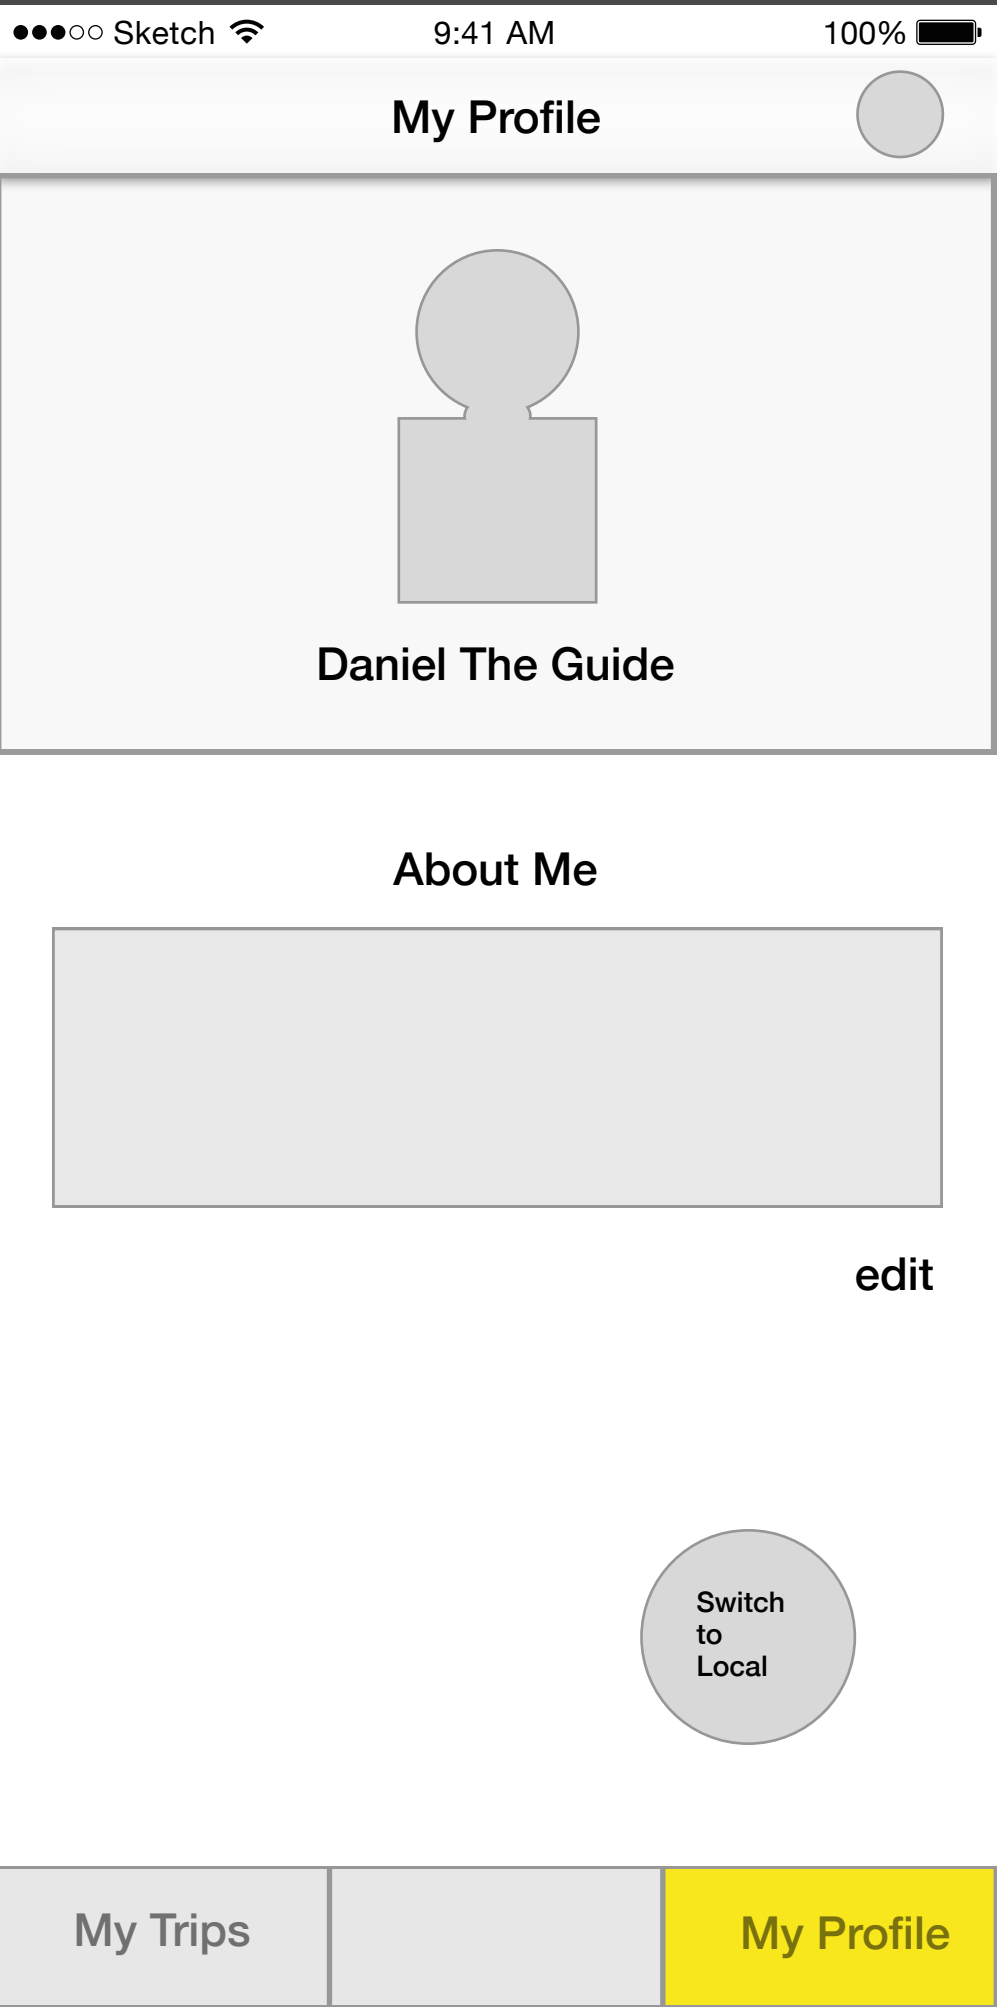 Sketch 9:41 AM 100%
My Profile
Daniel The Guide
About Me
edit
Switch
to
Local
My Trips My Profile